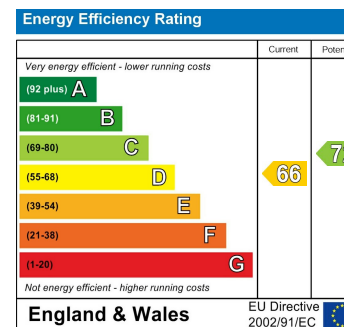 Energy Efficiency Rating
Current
Very energy efficient - lower running costs
(92 plus) A
(81-91) B
(69-80) C
(55-68) D
66
(39-54) E
(21-38) F
(1-20) G
Not energy efficient - higher running costs
England & Wales
EU Directive
2002/91/EC